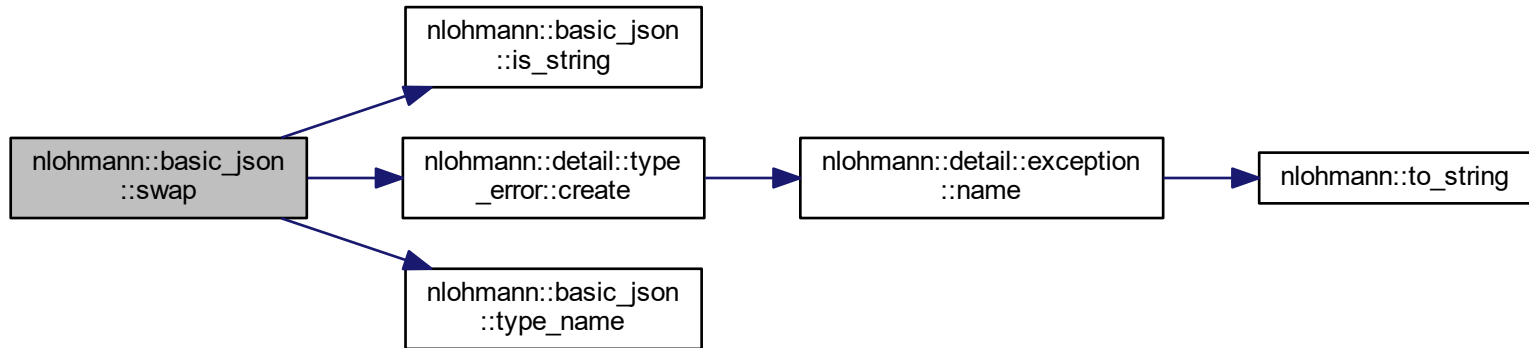 nlohmann::basic_json
::is_string
nlohmann::basic_json
::swap
nlohmann::detail::type
_error::create
nlohmann::detail::exception
::name
nlohmann::to_string
nlohmann::basic_json
::type_name